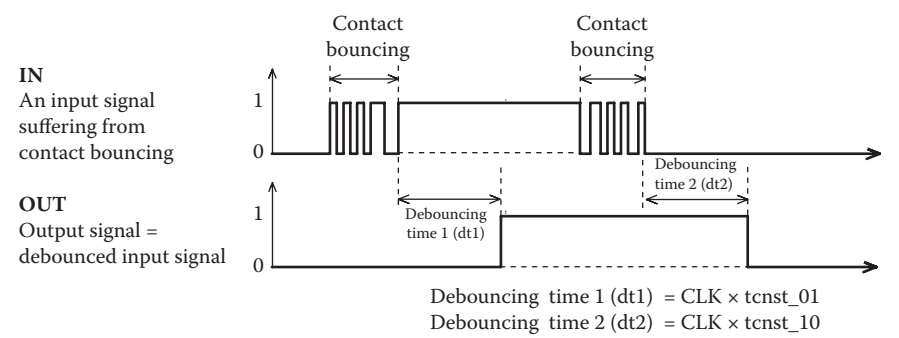 Contact
bouncing
Contact
bouncing
IN
An input signal
suffering from
contact bouncing
1
0
Debouncing
time 2 (dt2)
OUT
Output signal =
debounced input signal
1
0
Debouncing
time 1 (dt1)
Debouncing time 1 (dt1) = CLK × tcnst_01
Debouncing time 2 (dt2) = CLK × tcnst_10